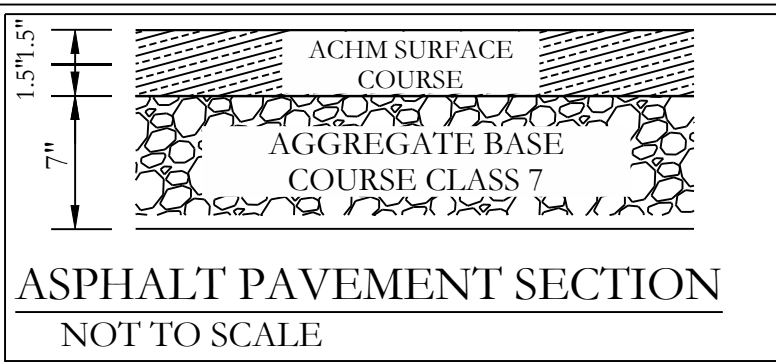 1.5"
1.5"
ACHM SURFACE
COURSE
7"
AGGREGATE BASE
COURSE CLASS 7
ASPHALT PAVEMENT SECTION
NOT TO SCALE